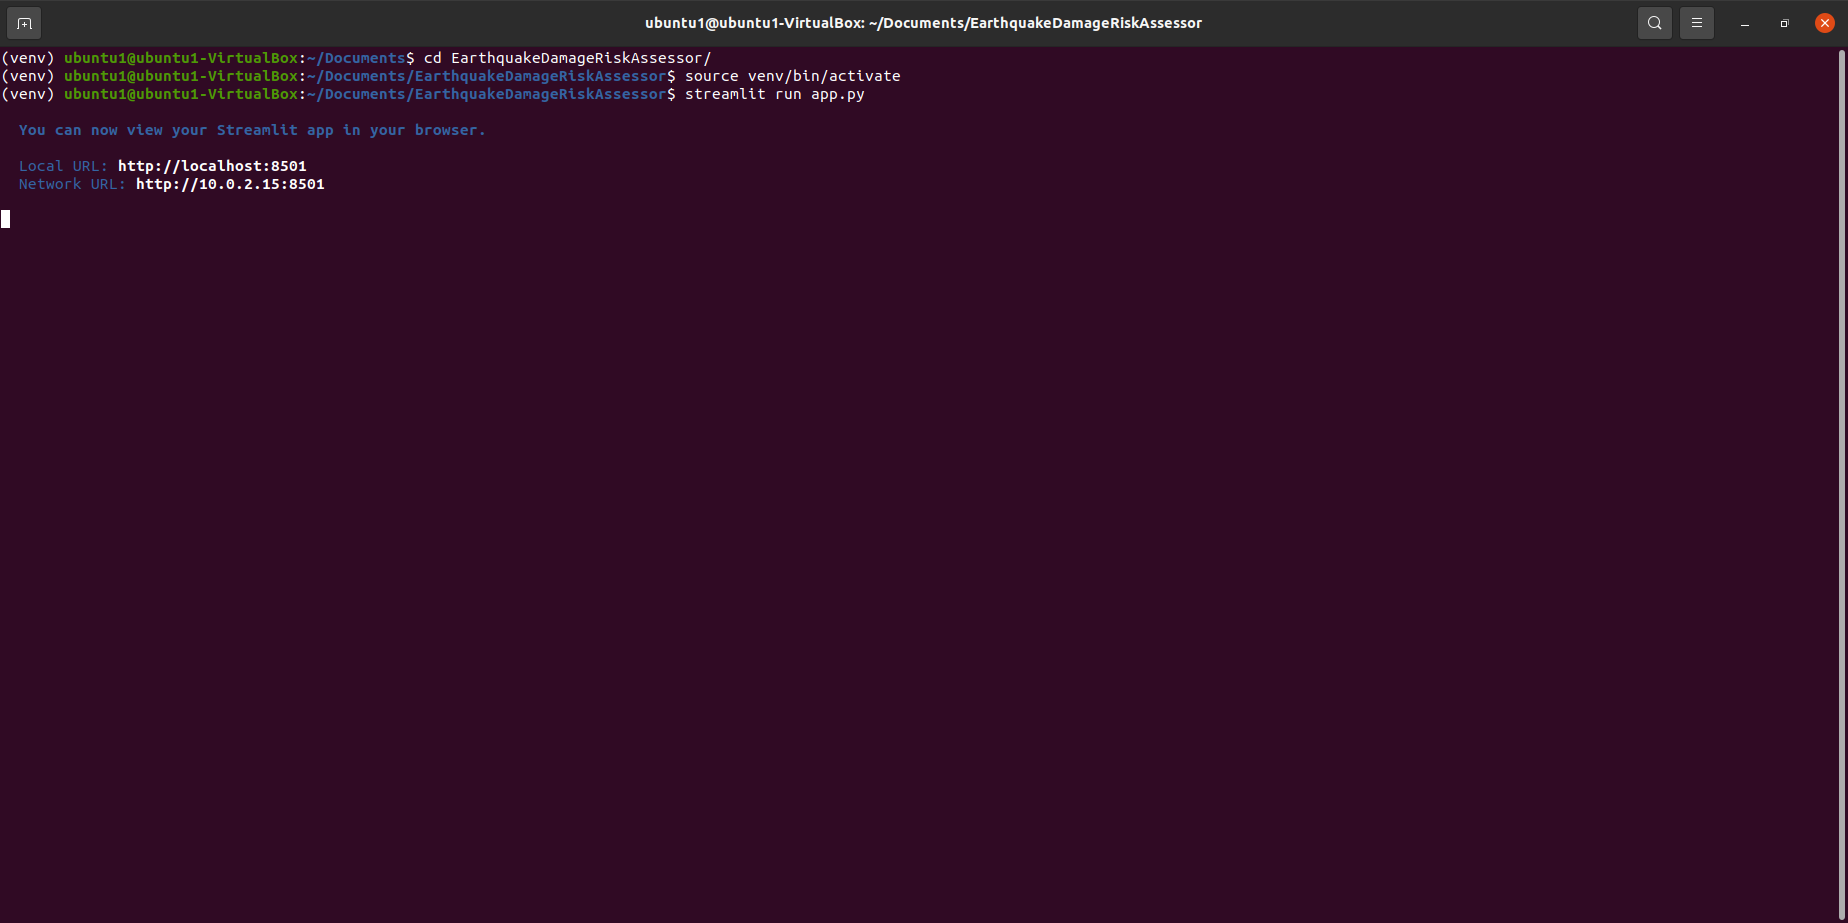 ubuntu1@ubuntu1-VirtualBox: ~/Documents/EarthquakeDamageRiskAssessor
(venv) ubuntu1@ubuntu1-VirtualBox:~/Documents$ cd EarthquakeDamageRiskAssessor/
(venv) ubuntu1@ubuntu1-VirtualBox:~/Documents/EarthquakeDamageRiskAssessor$ source venv/bin/activate
(venv) ubuntu1@ubuntu1-VirtualBox:~/Documents/EarthquakeDamageRiskAssessor$ streamlit run app.py
You can now view your Streamlit app in your browser.
Local URL: http://localhost:8501
Network URL: http://10.0.2.15:8501